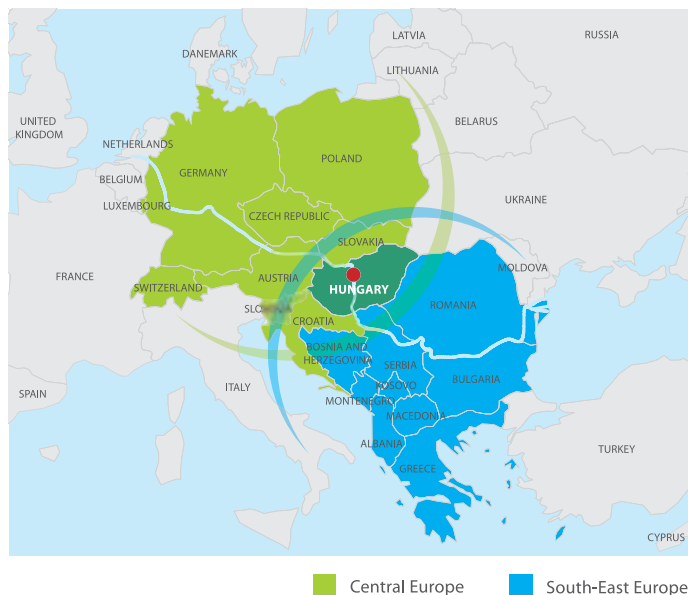 LATVIA
RUSSIA
DANEMARK
LITHUANIA
UNITED
KINGDOM
BELARUS
NETHERLANDS
POLAND
GERMANY
BELGIUM
UKRAINE
LUXEMBOURG
CZECH REPUBLIC
SLOVAKIA
MOLDOVA
FRANCE
AUSTRIA
SWITZERLAND
HUNGARY
ROMANIA
CROATIA
BOSNIA AND
HERZEGOVINA
SERBIA
BULGARIA
KOSOVO
ITALY
SPAIN
MONTENEGRO
MACEDONIA
ALBANIA
TURKEY
GREECE
CYPRUS
Central Europe
South-East Europe